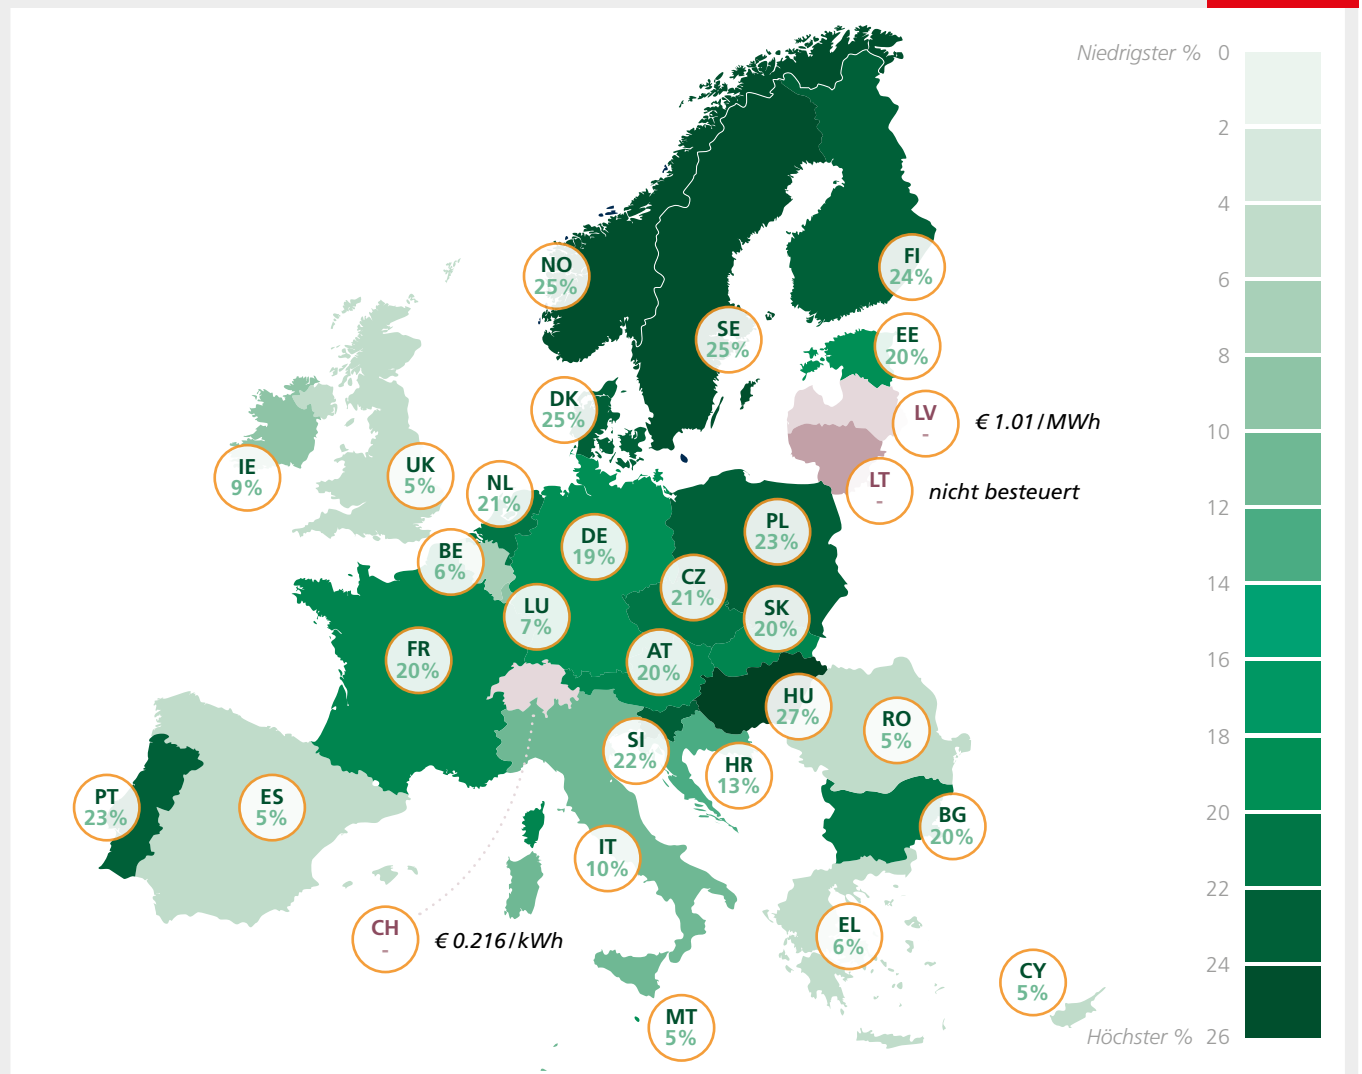 Niedrigster % 0
2
4
6
8
10
12
14
16
18
20
22
24
Höchster % 26
NO
25%
FI
24%
SE
25%
EE
20%
DK
25%
LV
-
€ 1.01/MWh
IE
9%
UK
5%
NL
21%
LT
-
nicht besteuert
PL
23%
DE
19%
BE
6%
CZ
21%
LU
7%
SK
20%
FR
20%
AT
20%
HU
27%
RO
5%
SI
22%
HR
13%
PT
23%
ES
5%
BG
20%
IT
10%
CH
-
€ 0.216/kWh
EL
6%
CY
5%
MT
5%